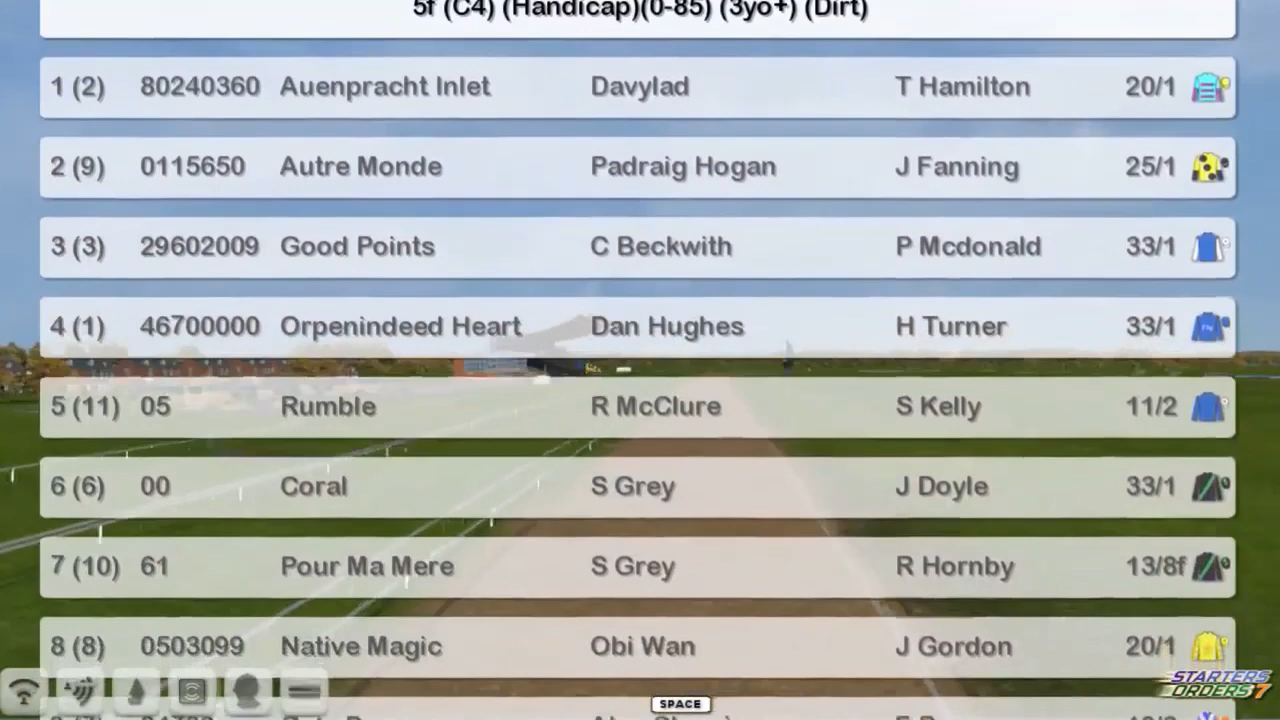 5f (C4) (Handicap)(0-85) (3yo+) (Dirt)
1 (2) 80240360 Auenpracht Inlet Davylad T Hamilton 20/1
2 (9) 0115650 Autre Monde Padraig Hogan J Fanning 25/1
3 (3) 29602009 Good Points C Beckwith P Mcdonald 33/1
4 (1) 46700000 Orpenindeed Heart Dan Hughes H Turner 33/1
5 (11) 05 Rumble R McClure S Kelly 11/2
6 (6) 00 Coral S Grey J Doyle 33/1
7 (10) 61 Pour Ma Mere S Grey R Hornby 13/8f
8 (8) 0503099 Native Magic Obi Wan J Gordon 20/1
SPACE
STARTERS
ORDERS 7